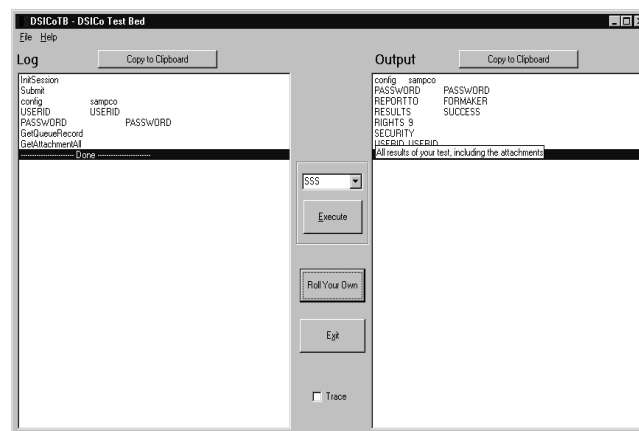 DSICoTB - DSICo Test Bed
File Help
Log
Copy to Clipboard
InitSession
Submit
config sampco
USERID USERID
PASSWORD PASSWORD
GetQueueRecord
GetAttachmentAll
----------------------- Done -----------------------
SSS
Execute
Roll Your Own
Exit
Trace
Output
Copy to Clipboard
config sampco
PASSWORD PASSWORD
REPORTTO FORMAKER
RESULTS SUCCESS
RIGHTS 9
SECURITY
USERID USERID
All results of your test, including the attachments